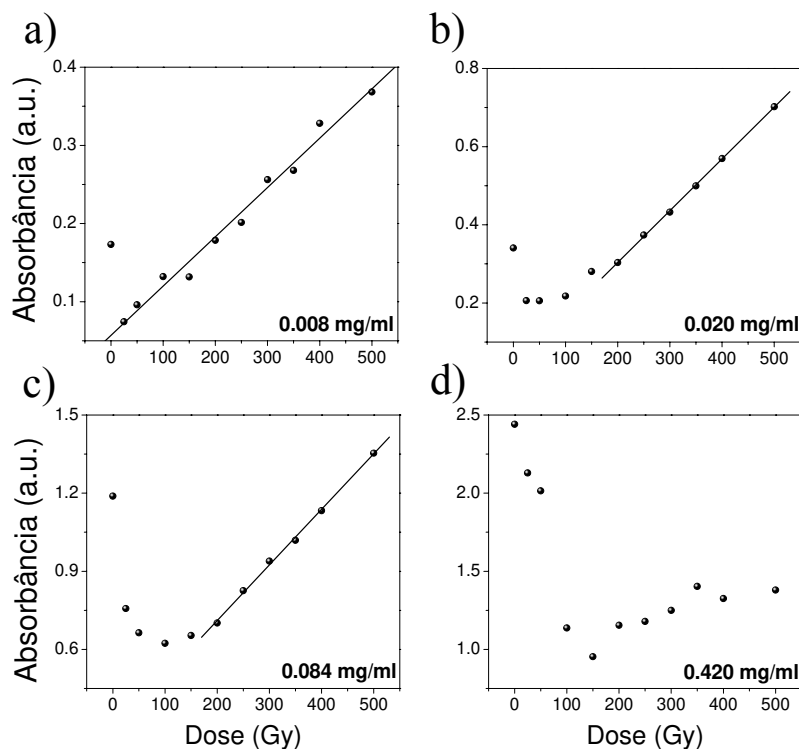 a)
Absorbância (a.u.)
0.4
0.3
0.2
0.1
0 100 200 300 400 500
0.008 mg/ml
b)
0.8
0.6
0.4
0.2
0 100 200 300 400 500
0.020 mg/ml
c)
Absorbância (a.u.)
1.5
1.2
0.9
0.6
0 100 200 300 400 500
0.084 mg/ml
Dose (Gy)
d)
2.5
2.0
1.5
1.0
0 100 200 300 400 500
0.420 mg/ml
Dose (Gy)